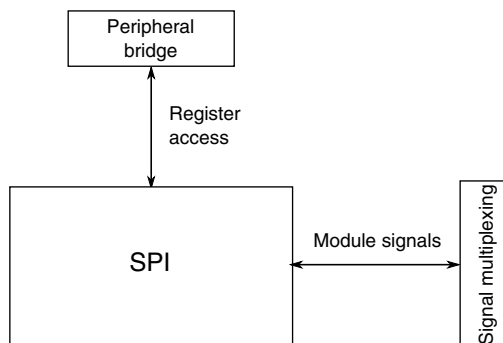 Peripheral
bridge
Register
access
SPI
Module signals
Signal multiplexing